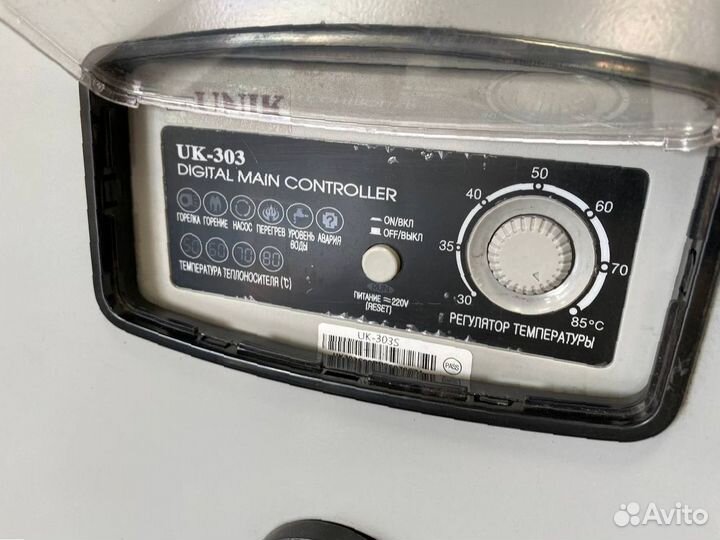 UNIK
UK-303
DIGITAL MAIN CONTROLLER
ГОРЕЛКА ГОРЕНИЕ НАСОС ПЕРЕГРЕВ УРОВЕНЬ ВОДЫ АВАРИЯ
50 60 70 80
ТЕМПЕРАТУРА ТЕПЛОНОСИТЕЛЯ (℃)
ON/ВКЛ
OFF/ВЫКЛ
RUN
ПИТАНИЕ 220V
(RESET)
30 35 40 50 60 70 85°C
РЕГУЛЯТОР ТЕМПЕРАТУРЫ
UK-303S
PASS
Avito